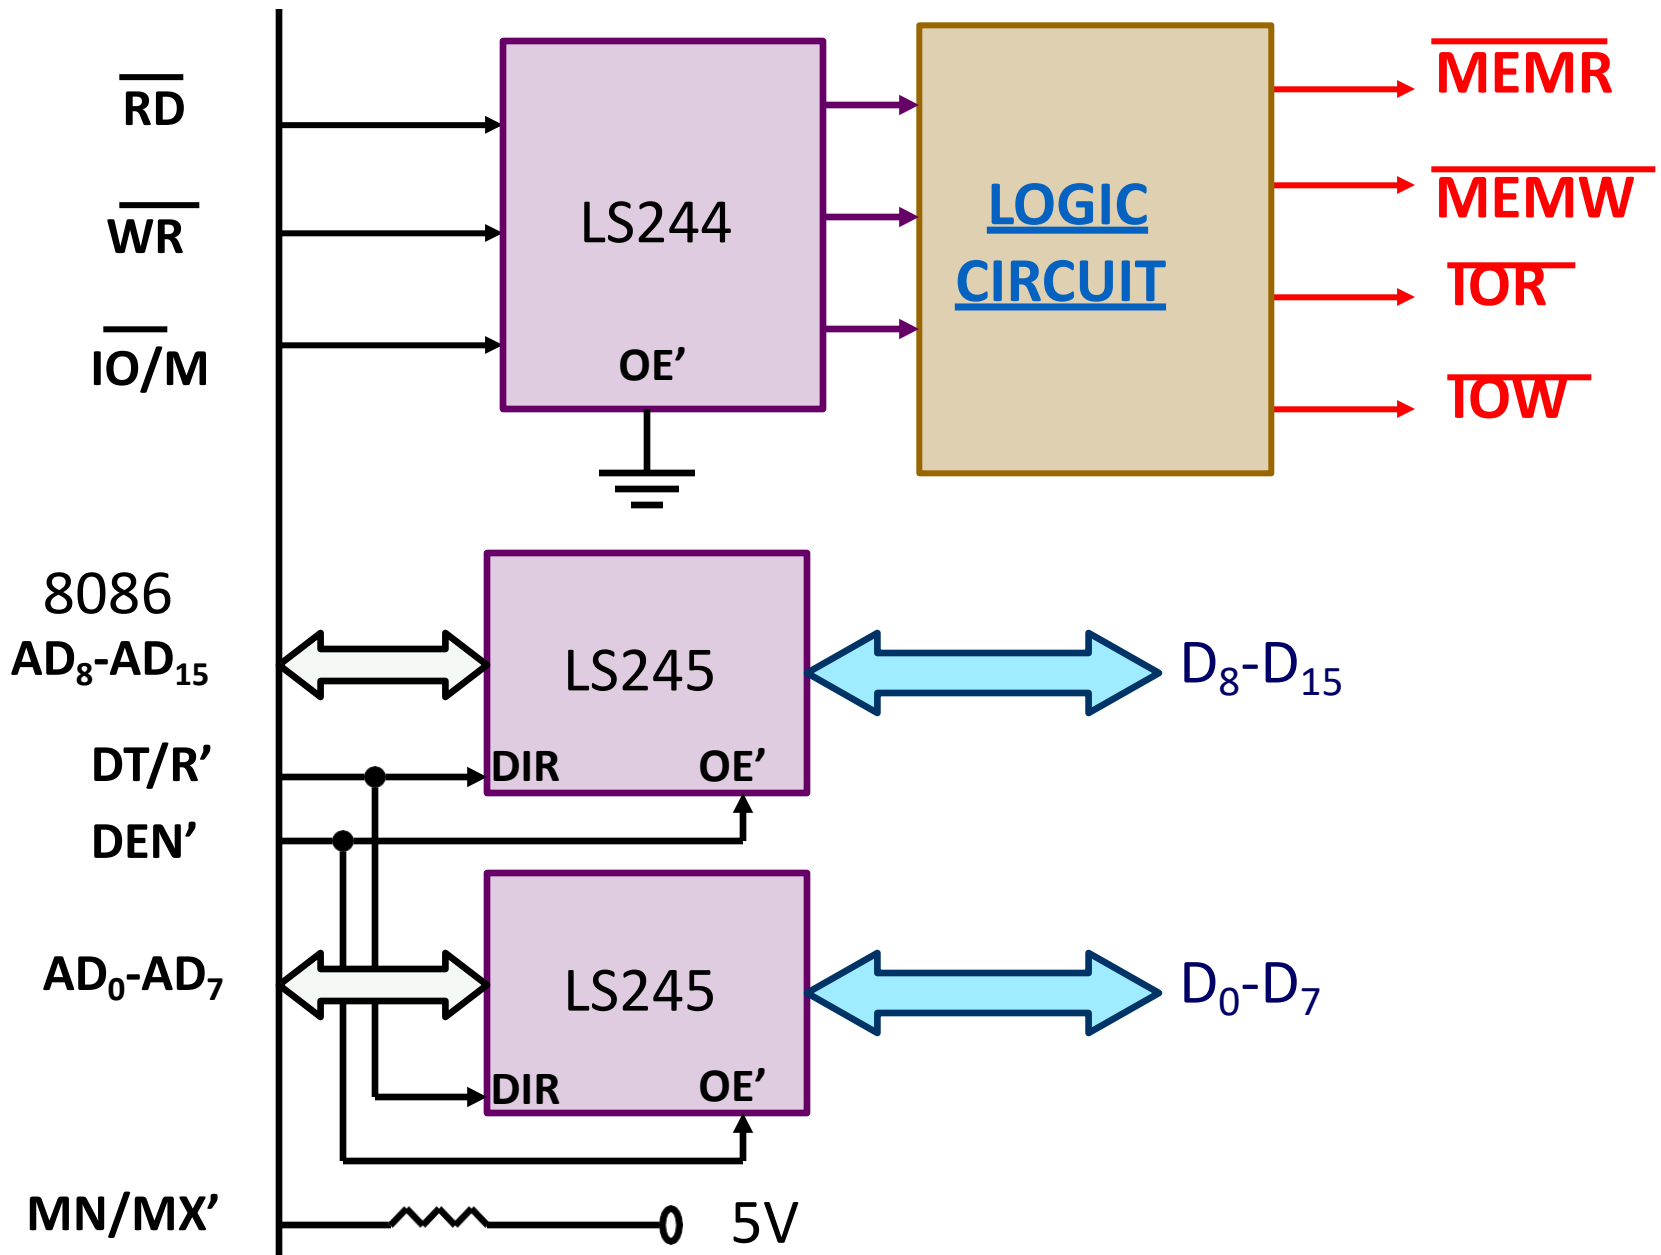 RD
WR
IO/M
LS244
OE’
LOGIC
CIRCUIT
MEMR
MEMW
IOR
IOW
8086
AD₈-AD₁₅
LS245
DIR
OE’
D₈-D₁₅
DT/R’
DEN’
AD₀-AD₇
LS245
DIR
OE’
D₀-D₇
MN/MX’
5V